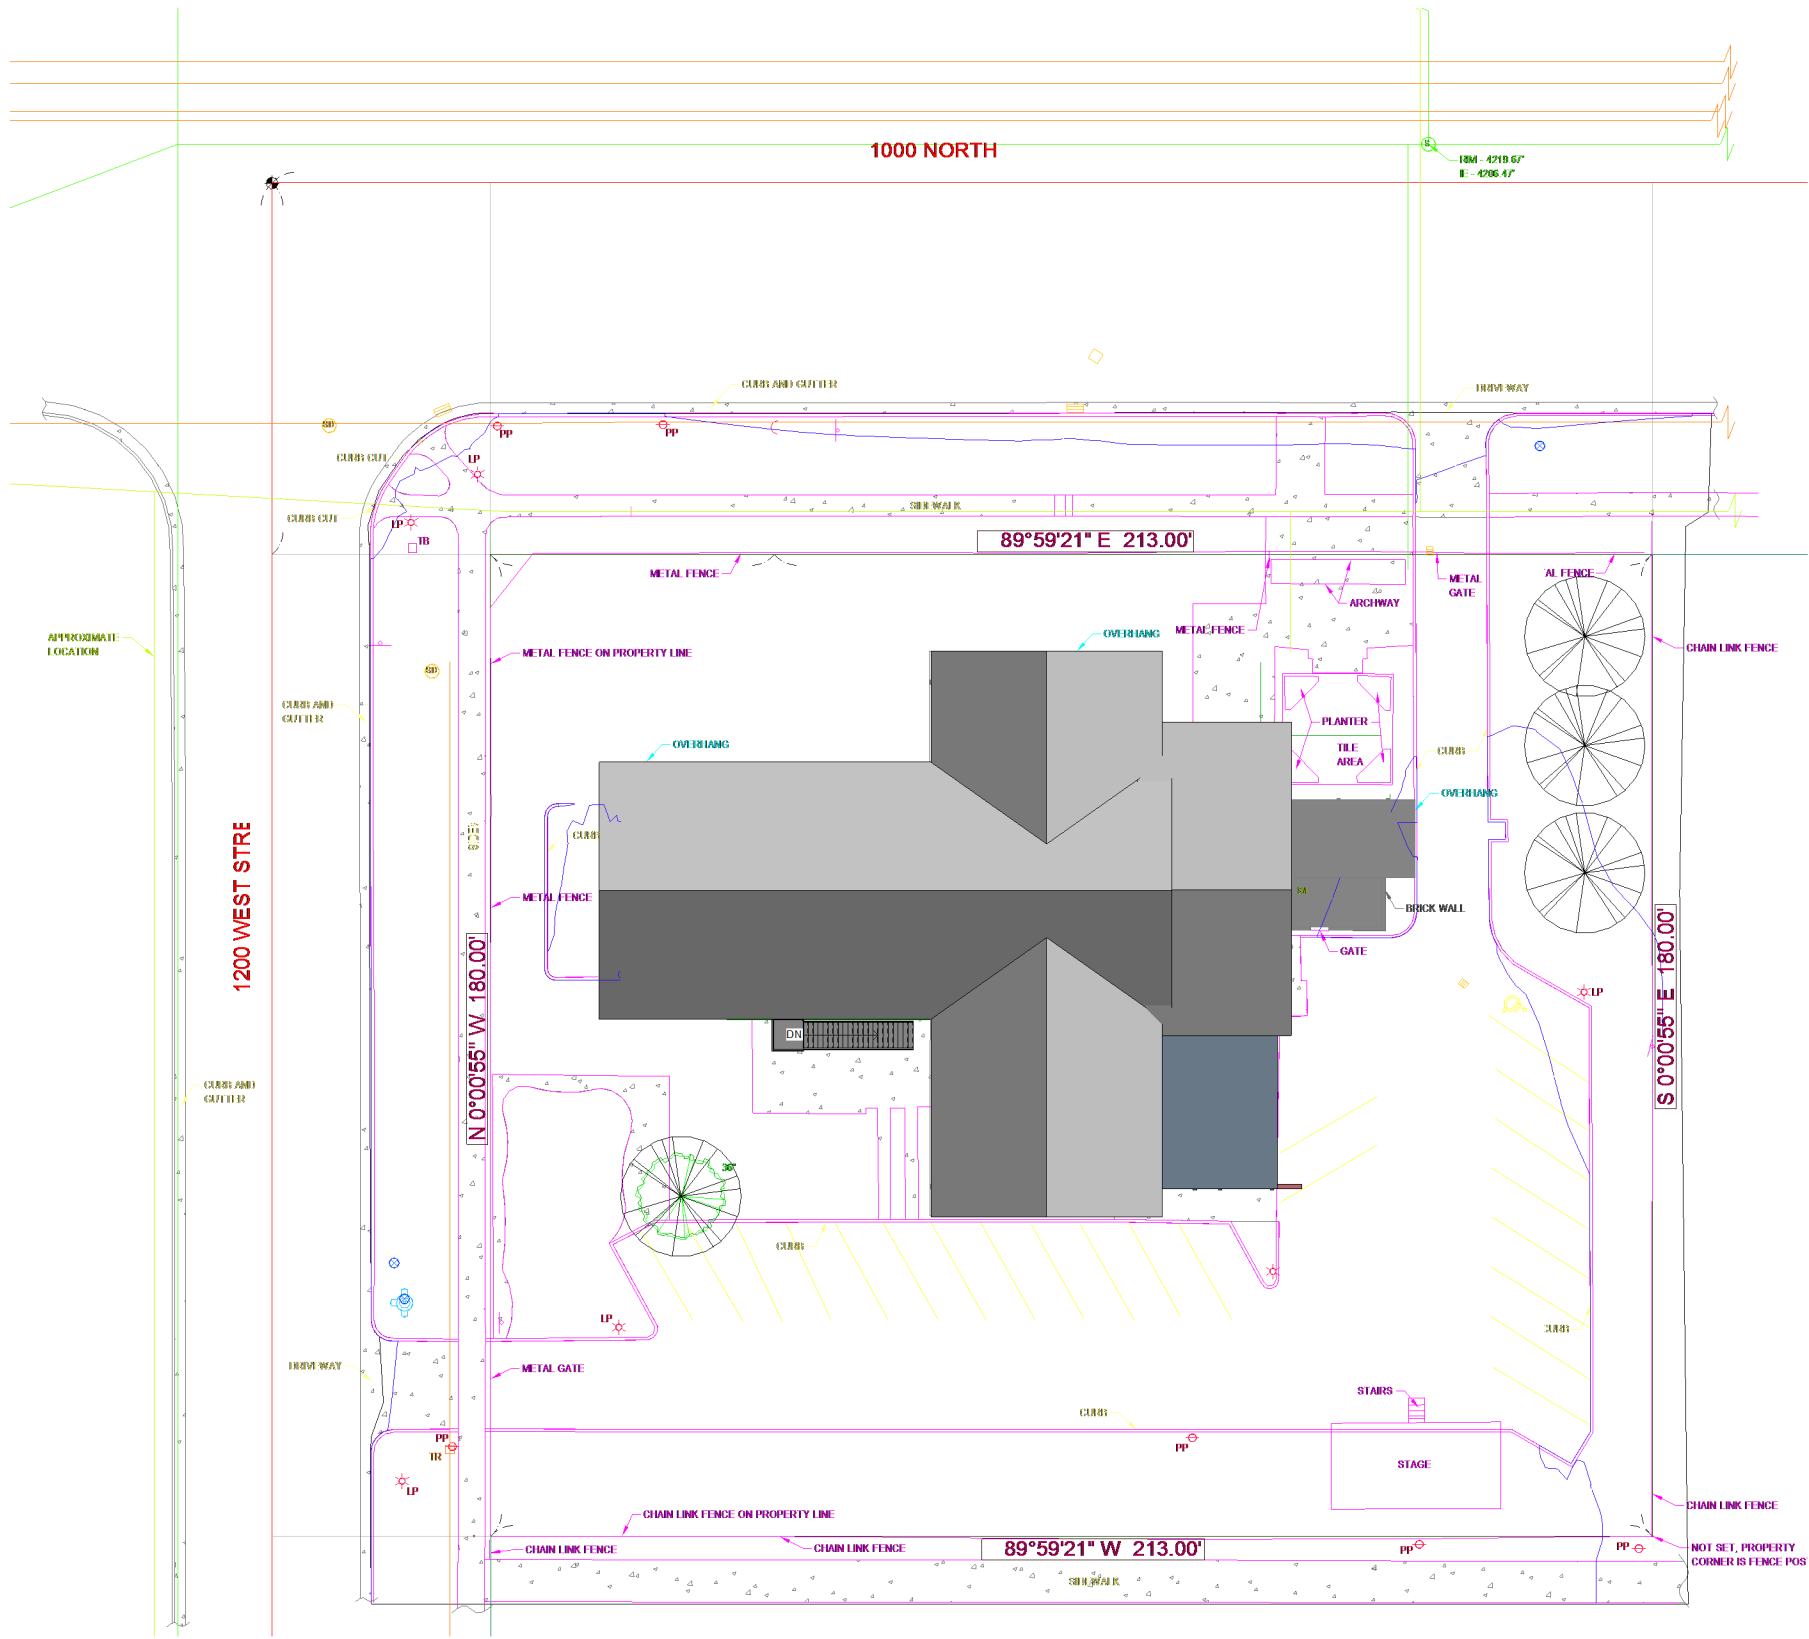 1000 NORTH
RIM - 4219.67'
IE - 4206.47'
CURB AND GUTTER
DRIVEWAY
SD
PP
PP
CURB CUT
LP
SIDEWALK
CURB CUT
LP
TB
89°59'21" E 213.00'
METAL FENCE
METAL
GATE
AL FENCE
ARCHWAY
METAL FENCE
OVERHANG
APPROXIMATE
LOCATION
METAL FENCE ON PROPERTY LINE
CHAIN LINK FENCE
SD
CURB AND
GUTTER
PLANTER
TILE
AREA
OVERHANG
CURB
OVERHANG
CURB
1200 WEST STRE
METAL FENCE
BRICK WALL
GATE
N 0°00'55" W 180.00'
S 0°00'55" E 180.00'
LP
DN
CURB AND
GUTTER
36"
CURB
LP
CURB
DRIVEWAY
METAL GATE
STAIRS
CURB
PP
TR
PP
STAGE
LP
CHAIN LINK FENCE ON PROPERTY LINE
CHAIN LINK FENCE
CHAIN LINK FENCE
CHAIN LINK FENCE
89°59'21" W 213.00'
PP
PP
NOT SET, PROPERTY
CORNER IS FENCE POS
SIDEWALK